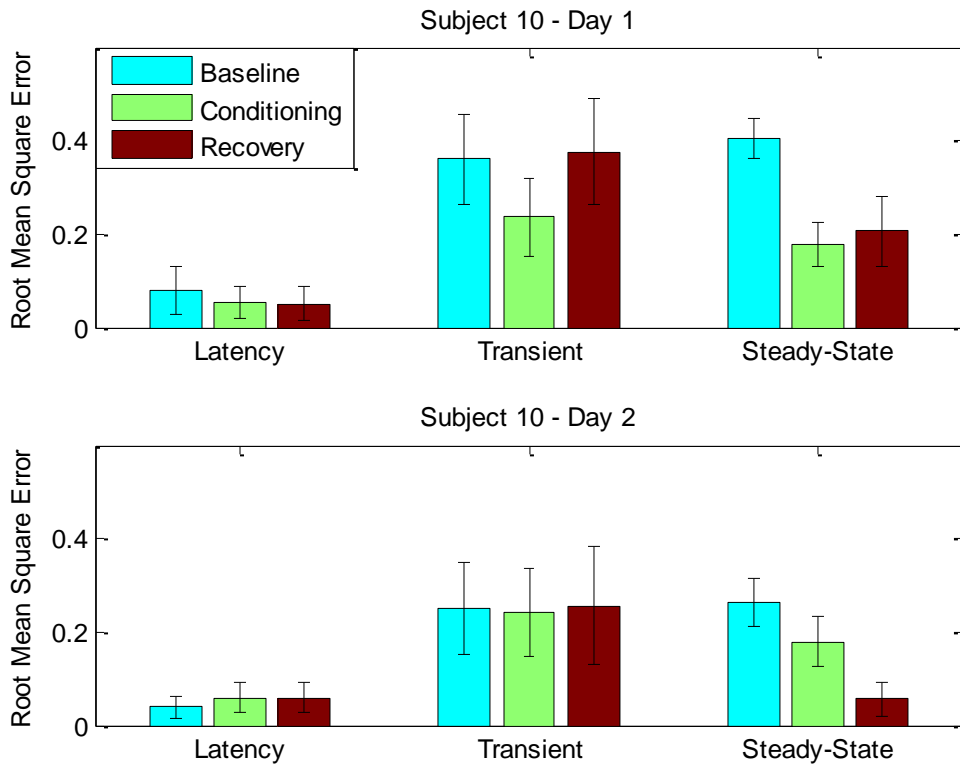 Subject 10 - Day 1
Root Mean Square Error
0.4
0.2
0
Baseline
Conditioning
Recovery
Latency
Transient
Steady-State
Subject 10 - Day 2
Root Mean Square Error
0.4
0.2
0
Latency
Transient
Steady-State